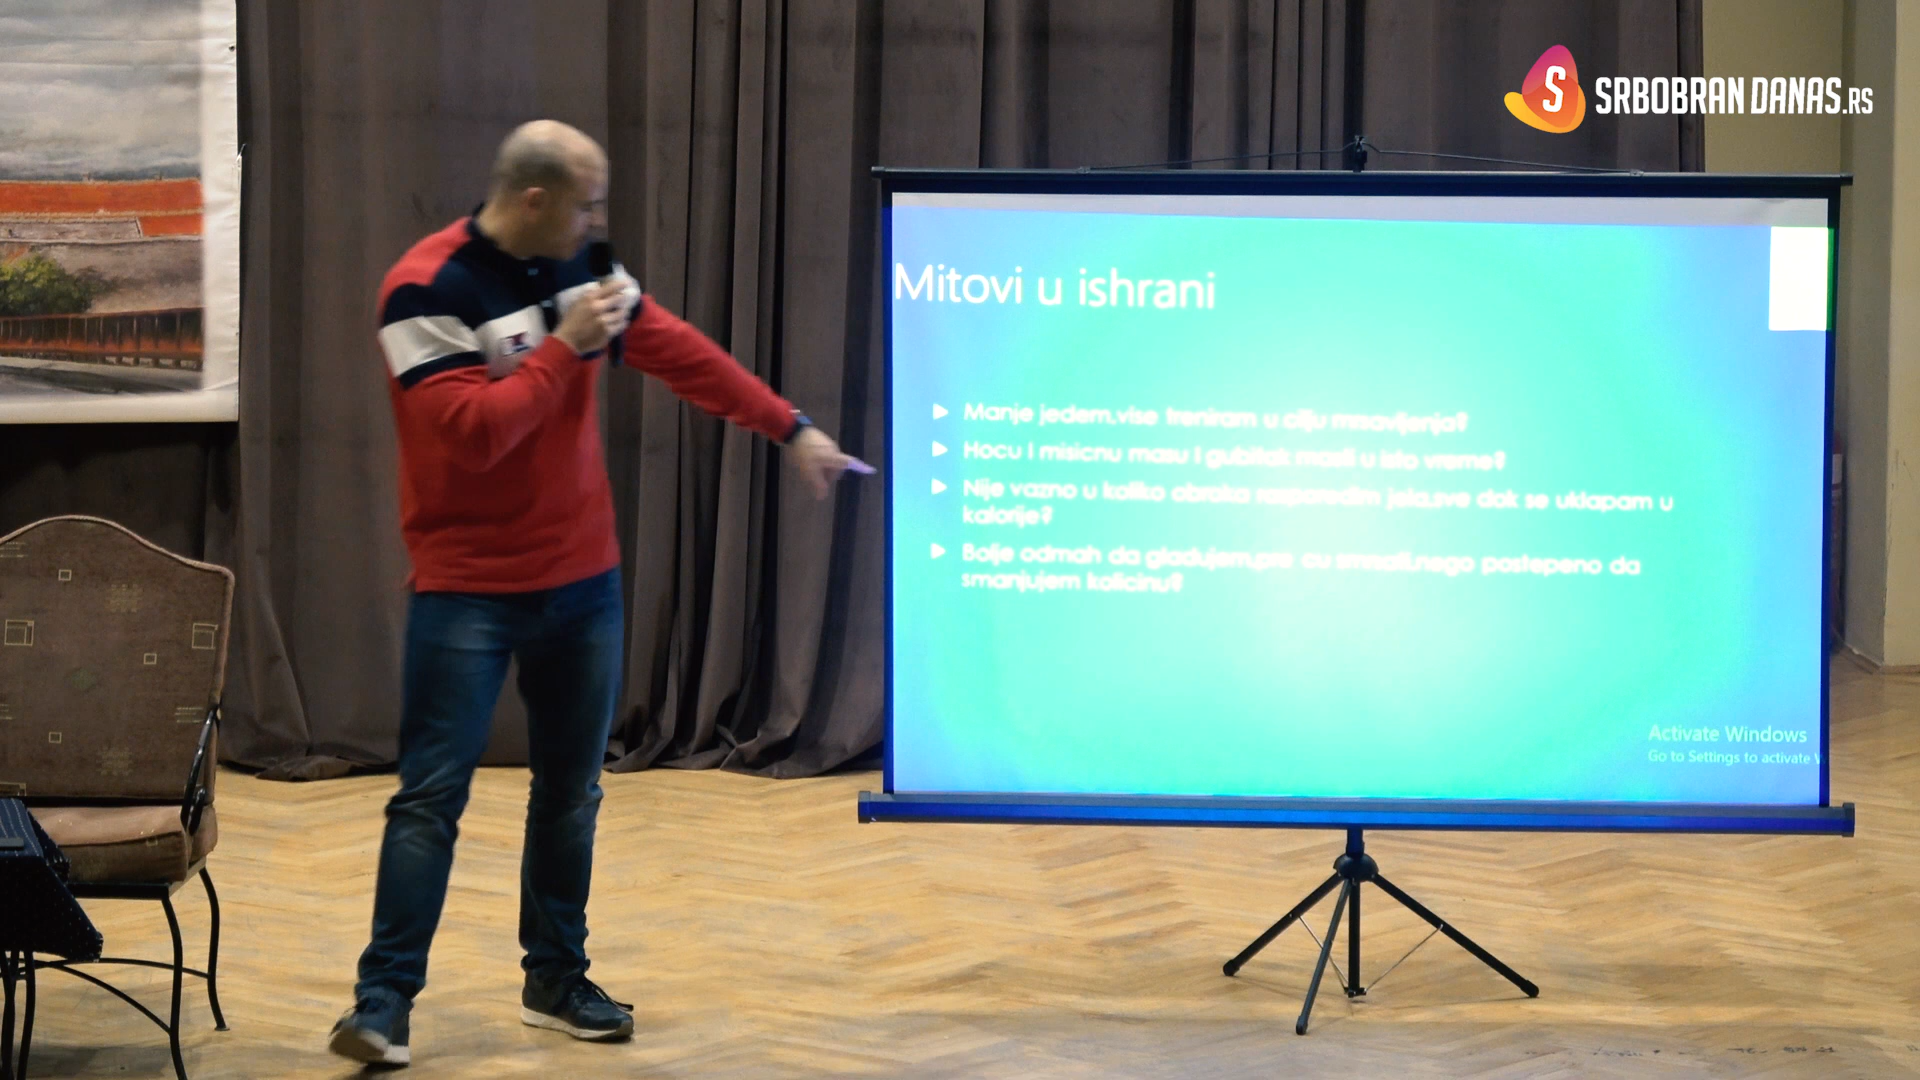 SRBOBRAN DANAS.RS
Mitovi u ishrani
Manje jedem,vise treniram u cilju mrsavljenja?
Hocu i misicnu masu i gubitak masti u isto vreme?
Nije vazno u koliko obroka rasporedim jela,sve dok se uklapam u
kalorije?
Bolje odmah da gladujem,pre cu smrsati,nego postepeno da
smanjujem kolicinu?
Activate Windows
Go to Settings to activate